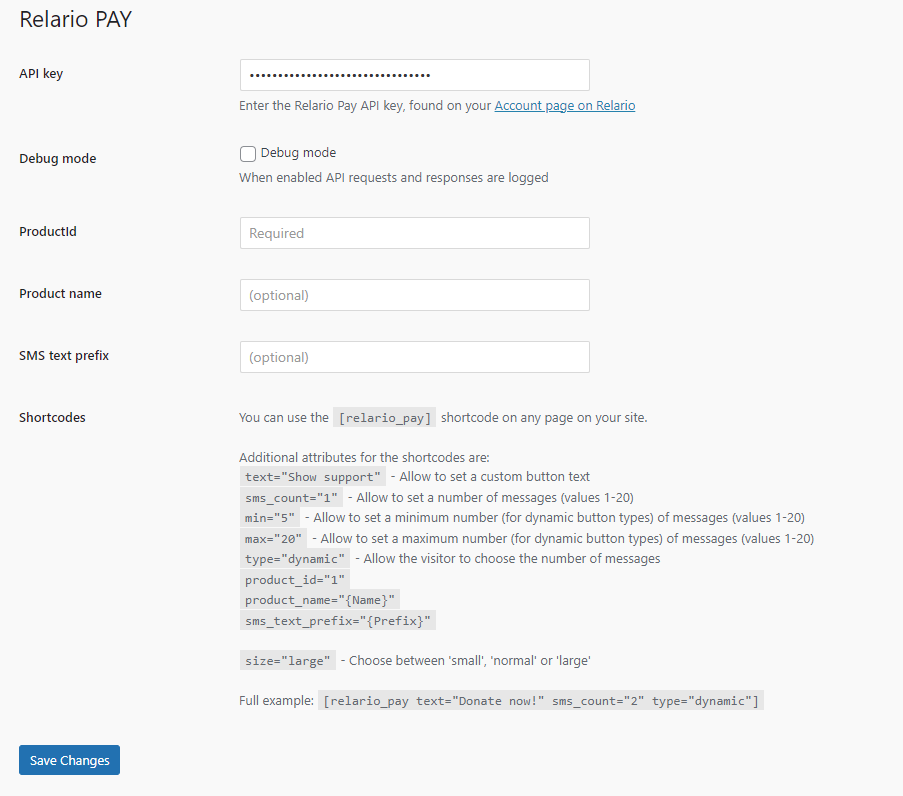 Relario PAY
API key
••••••••••••••••••••••••••••••••
Enter the Relario Pay API key, found on your Account page on Relario
Debug mode
Debug mode
When enabled API requests and responses are logged
ProductId
Required
Product name
(optional)
SMS text prefix
(optional)
Shortcodes
You can use the [relario_pay] shortcode on any page on your site.
Additional attributes for the shortcodes are:
text="Show support" - Allow to set a custom button text
sms_count="1" - Allow to set a number of messages (values 1-20)
min="5" - Allow to set a minimum number (for dynamic button types) of messages (values 1-20)
max="20" - Allow to set a maximum number (for dynamic button types) of messages (values 1-20)
type="dynamic" - Allow the visitor to choose the number of messages
product_id="1"
product_name="{Name}"
sms_text_prefix="{Prefix}"
size="large" - Choose between 'small', 'normal' or 'large'
Full example: [relario_pay text="Donate now!" sms_count="2" type="dynamic"]
Save Changes